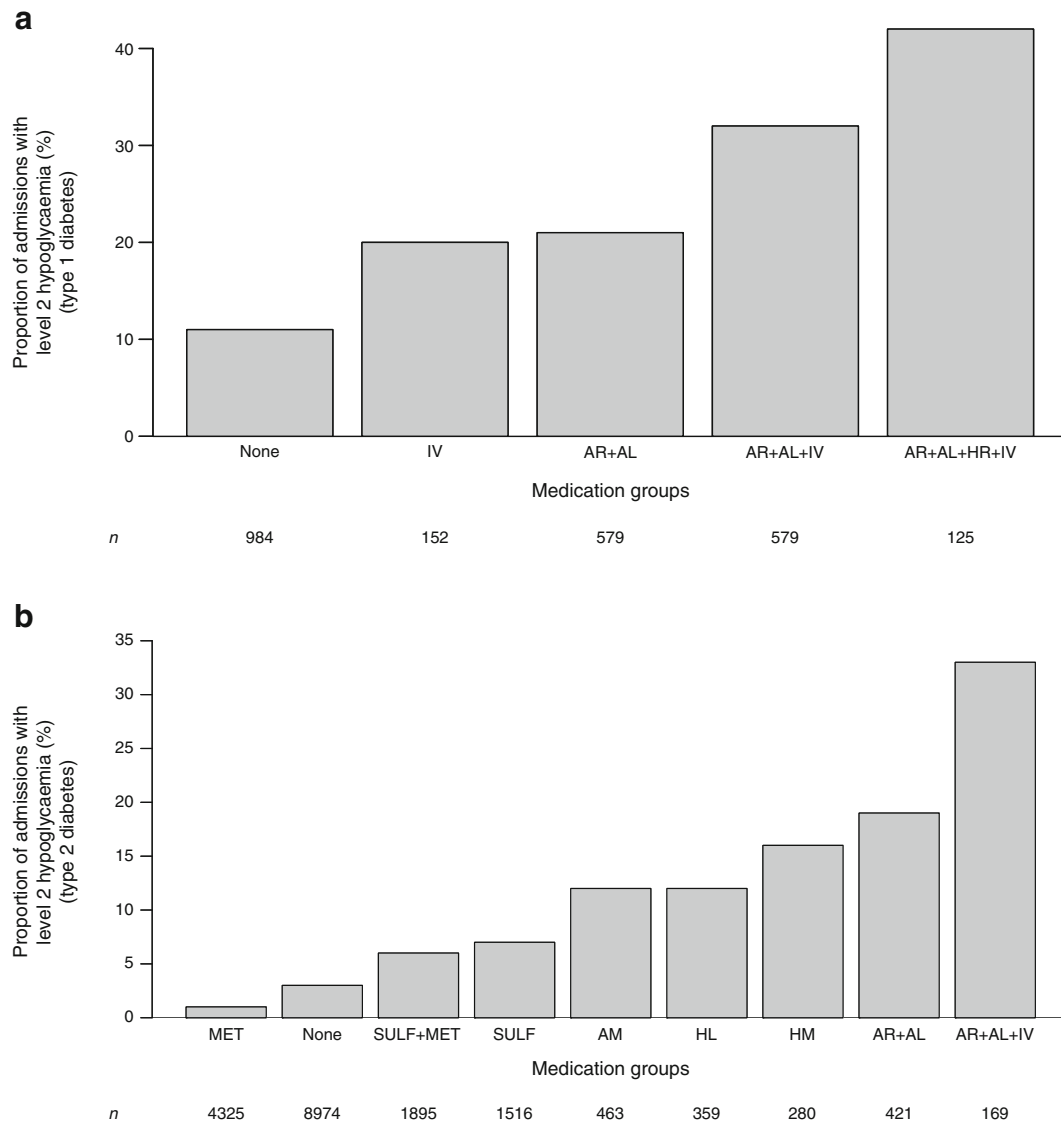 a
Proportion of admissions with
level 2 hypoglycaemia (%)
(type 1 diabetes)
40
30
20
10
0
None IV AR+AL AR+AL+IV AR+AL+HR+IV
Medication groups
n 984 152 579 579 125
b
Proportion of admissions with
level 2 hypoglycaemia (%)
(type 2 diabetes)
35
30
25
20
15
10
5
0
MET None SULF+MET SULF AM HL HM AR+AL AR+AL+IV
Medication groups
n 4325 8974 1895 1516 463 359 280 421 169